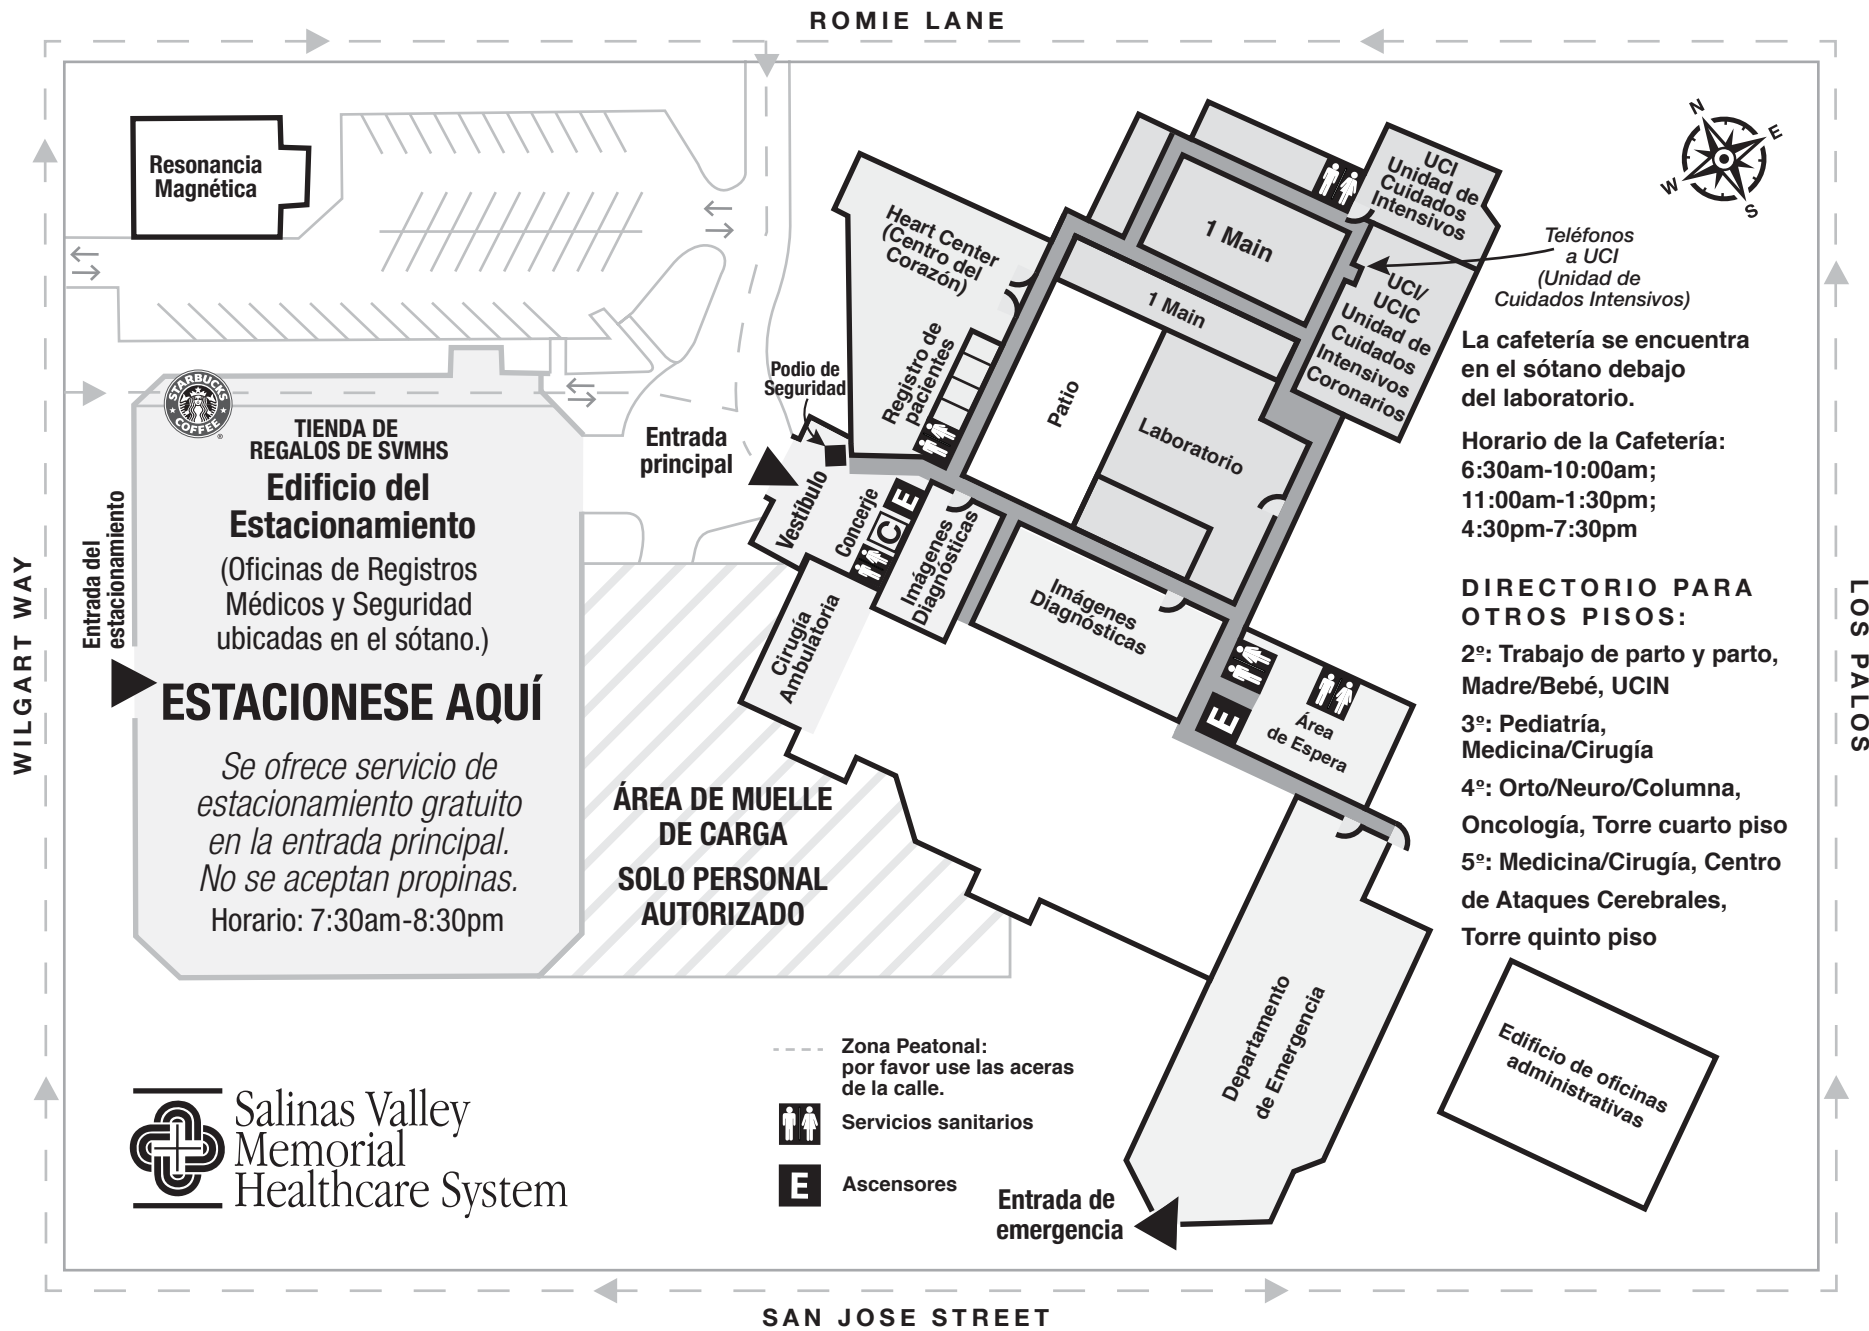 ROMIE LANE
Resonancia
Magnética
N
E
W
S
UCI
Unidad de
Cuidados
Intensivos
1 Main
Heart Center
(Centro del
Corazón)
Teléfonos
a UCI
(Unidad de
Cuidados Intensivos)
UCI/
UCIC
Unidad de
Cuidados
Intensivos
Coronarios
1 Main
Registro de
pacientes
Patio
Laboratorio
Podio de
Seguridad
Entrada
principal
Vestíbulo
Concerje
C
E
Imágenes
Diagnósticas
Imágenes
Diagnósticas
Cirugía
Ambulatoria
E
Área
de Espera
STARBUCKS
COFFEE
®
TIENDA DE
REGALOS DE SVMHS
Edificio del
Estacionamiento
(Oficinas de Registros
Médicos y Seguridad
ubicadas en el sótano.)
ESTACIONESE AQUÍ
Se ofrece servicio de
estacionamiento gratuito
en la entrada principal.
No se aceptan propinas.
Horario: 7:30am-8:30pm
Entrada del
estacionamiento
WILGART WAY
ÁREA DE MUELLE
DE CARGA
SOLO PERSONAL
AUTORIZADO
La cafetería se encuentra
en el sótano debajo
del laboratorio.
Horario de la Cafetería:
6:30am-10:00am;
11:00am-1:30pm;
4:30pm-7:30pm
DIRECTORIO PARA
OTROS PISOS:
2º: Trabajo de parto y parto,
Madre/Bebé, UCIN
3º: Pediatría,
Medicina/Cirugía
4º: Orto/Neuro/Columna,
Oncología, Torre cuarto piso
5º: Medicina/Cirugía, Centro
de Ataques Cerebrales,
Torre quinto piso
LOS PALOS
Departamento
de Emergencia
Edificio de oficinas
administrativas
Zona Peatonal:
por favor use las aceras
de la calle.
Servicios sanitarios
E
Ascensores
Entrada de
emergencia
Salinas Valley
Memorial
Healthcare System
SAN JOSE STREET